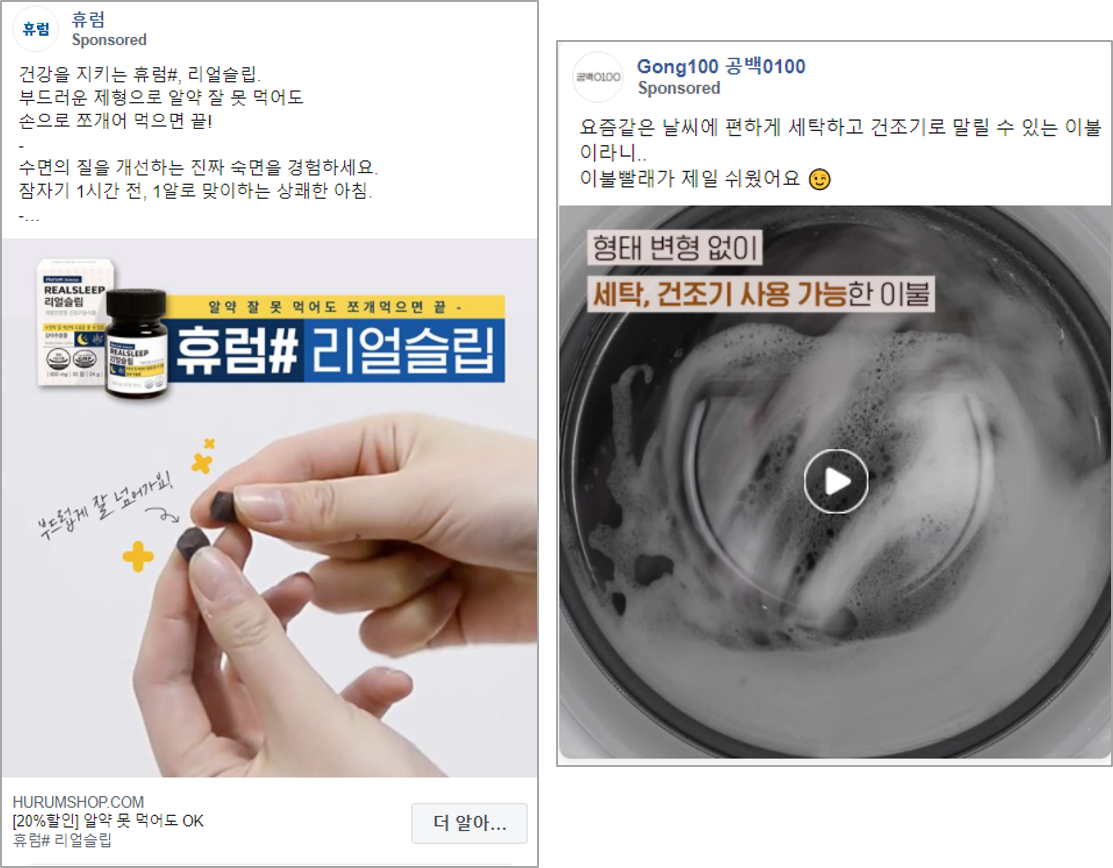 휴럼
휴럼
Sponsored
건강을 지키는 휴럼#, 리얼슬립.
부드러운 제형으로 알약 잘 못 먹어도
손으로 쪼개어 먹으면 끝!
-
수면의 질을 개선하는 진짜 숙면을 경험하세요.
잠자기 1시간 전, 1알로 맞이하는 상쾌한 아침.
-...
REALSLEEP
리얼슬립
REALSLEEP
리얼슬립
알약 잘 못 먹어도 쪼개먹으면 끝 -
휴럼# 리얼슬립
부드럽게 잘 넘어가요!
HURUMSHOP.COM
[20%할인] 알약 못 먹어도 OK
휴럼# 리얼슬립
더 알아...
공백0100
Gong100 공백0100
Sponsored
요즘같은 날씨에 편하게 세탁하고 건조기로 말릴 수 있는 이불
이라니..
이불빨래가 제일 쉬웠어요 😉
형태 변형 없이
세탁, 건조기 사용 가능한 이불